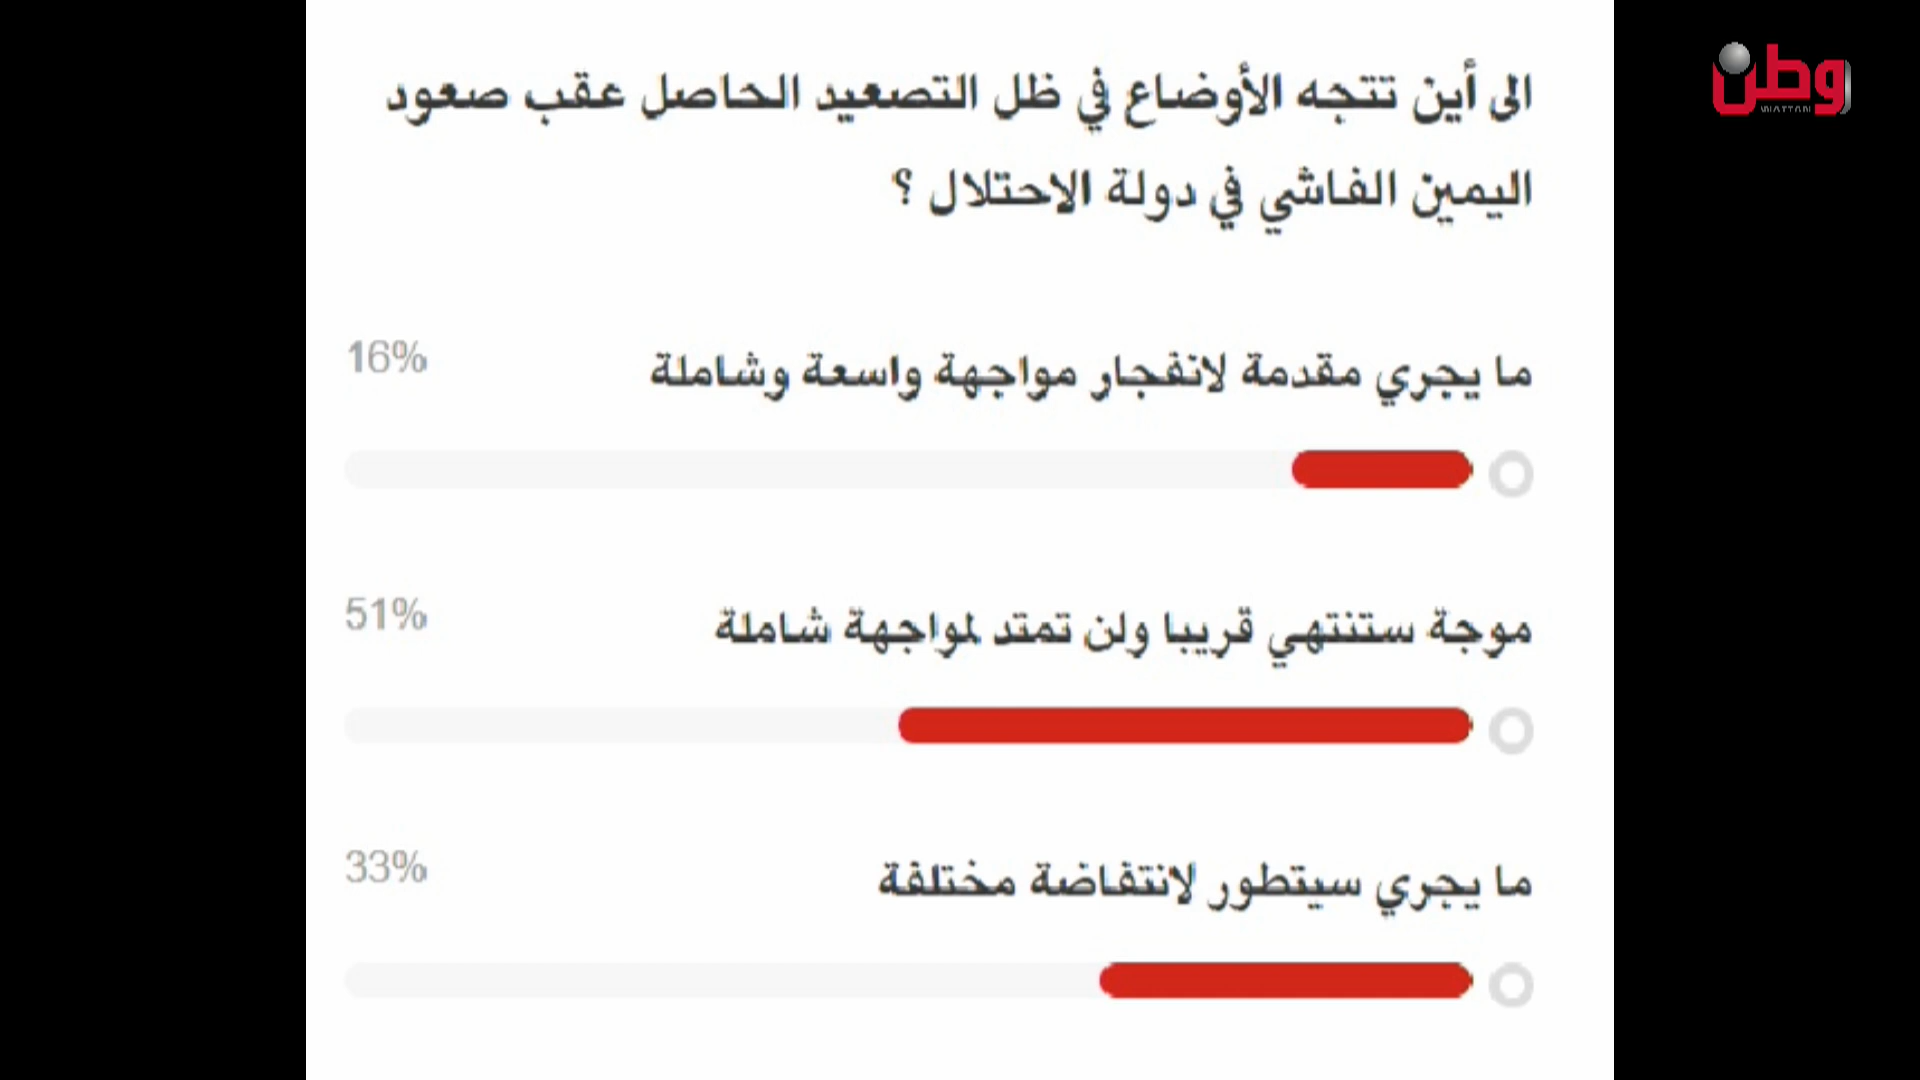 الى أين تتجه الأوضاع في ظل التصعيد الحاصل عقب صعود
اليمين الفاشي في دولة الاحتلال ؟
ما يجري مقدمة لانفجار مواجهة واسعة وشاملة
16%
موجة ستنتهي قريبا ولن تمتد لمواجهة شاملة
51%
ما يجري سيتطور لانتفاضة مختلفة
33%
وطن
WATTAN